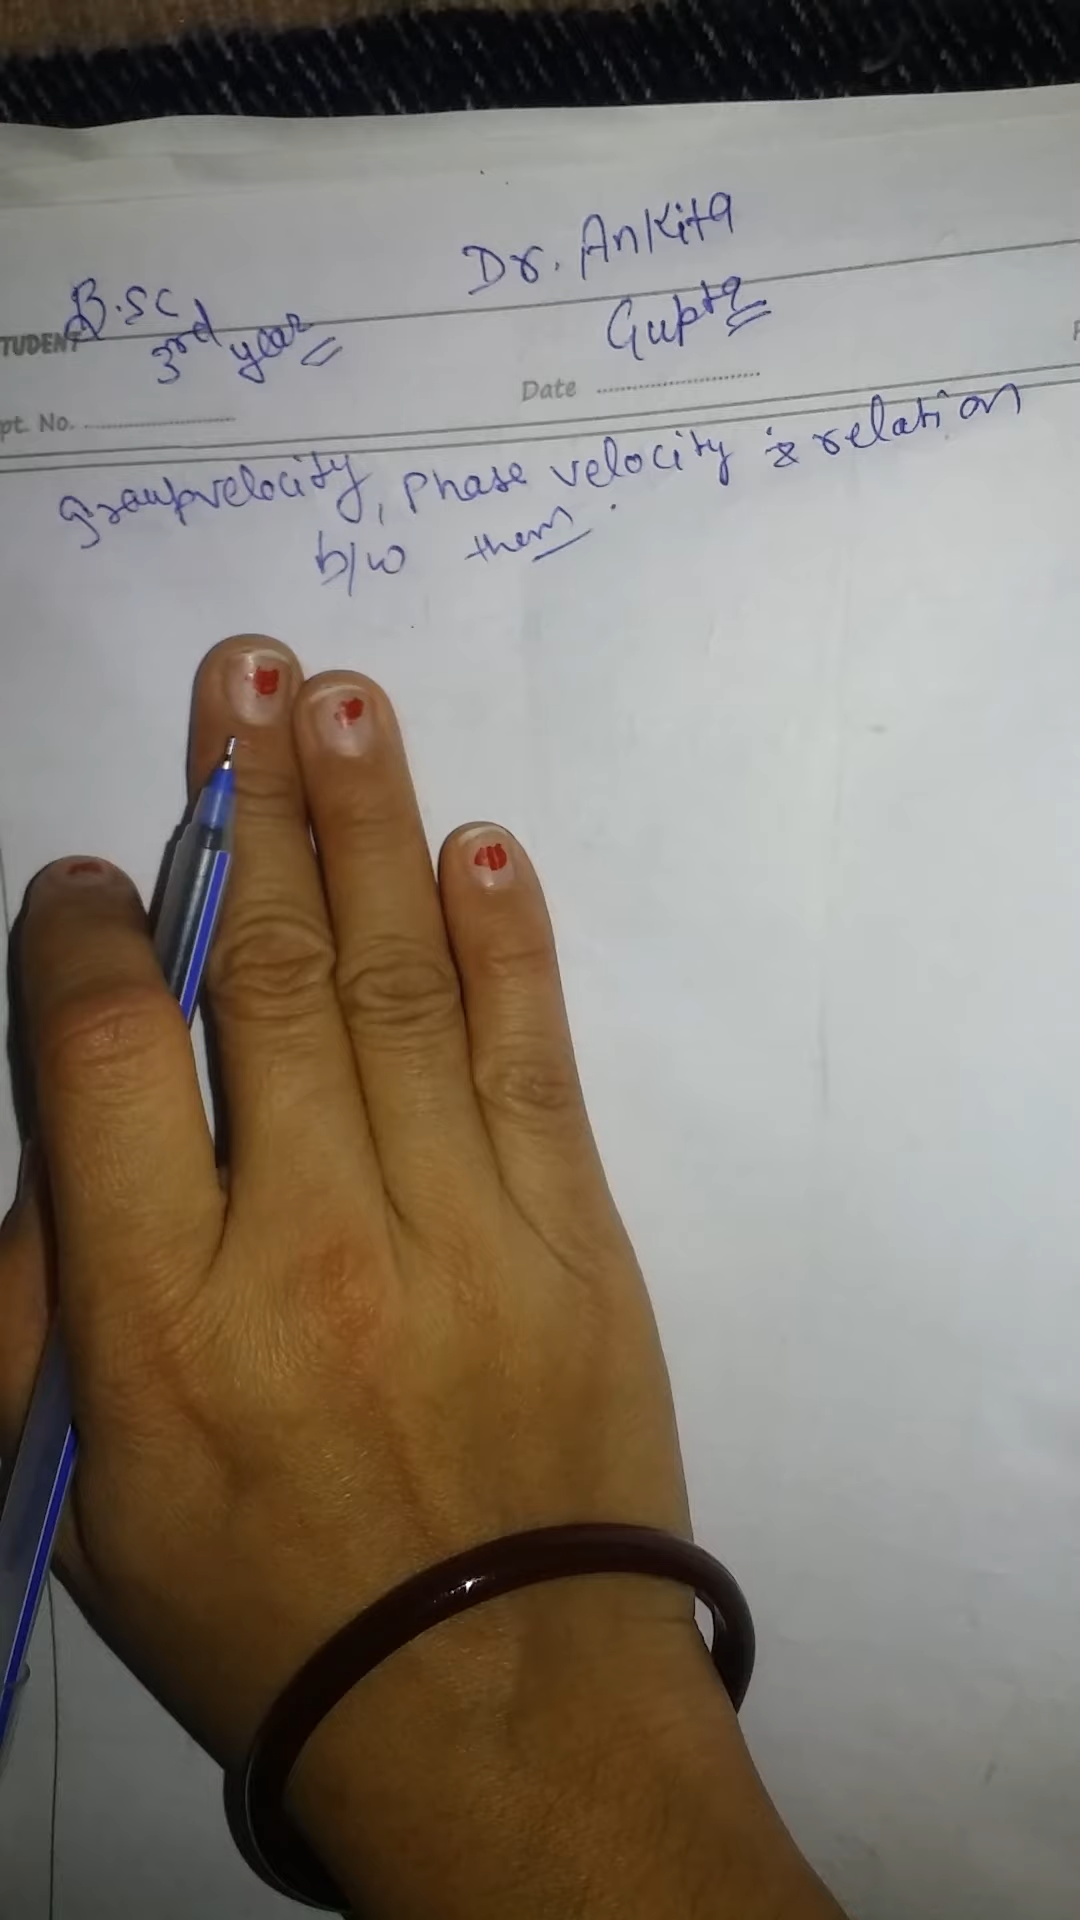 Dr. Ankita
Gupta
B.SC
3rd year
TUDENT
Date ..................
pt. No. ..................
groupvelocity, Phase velocity & relation
b/w them.